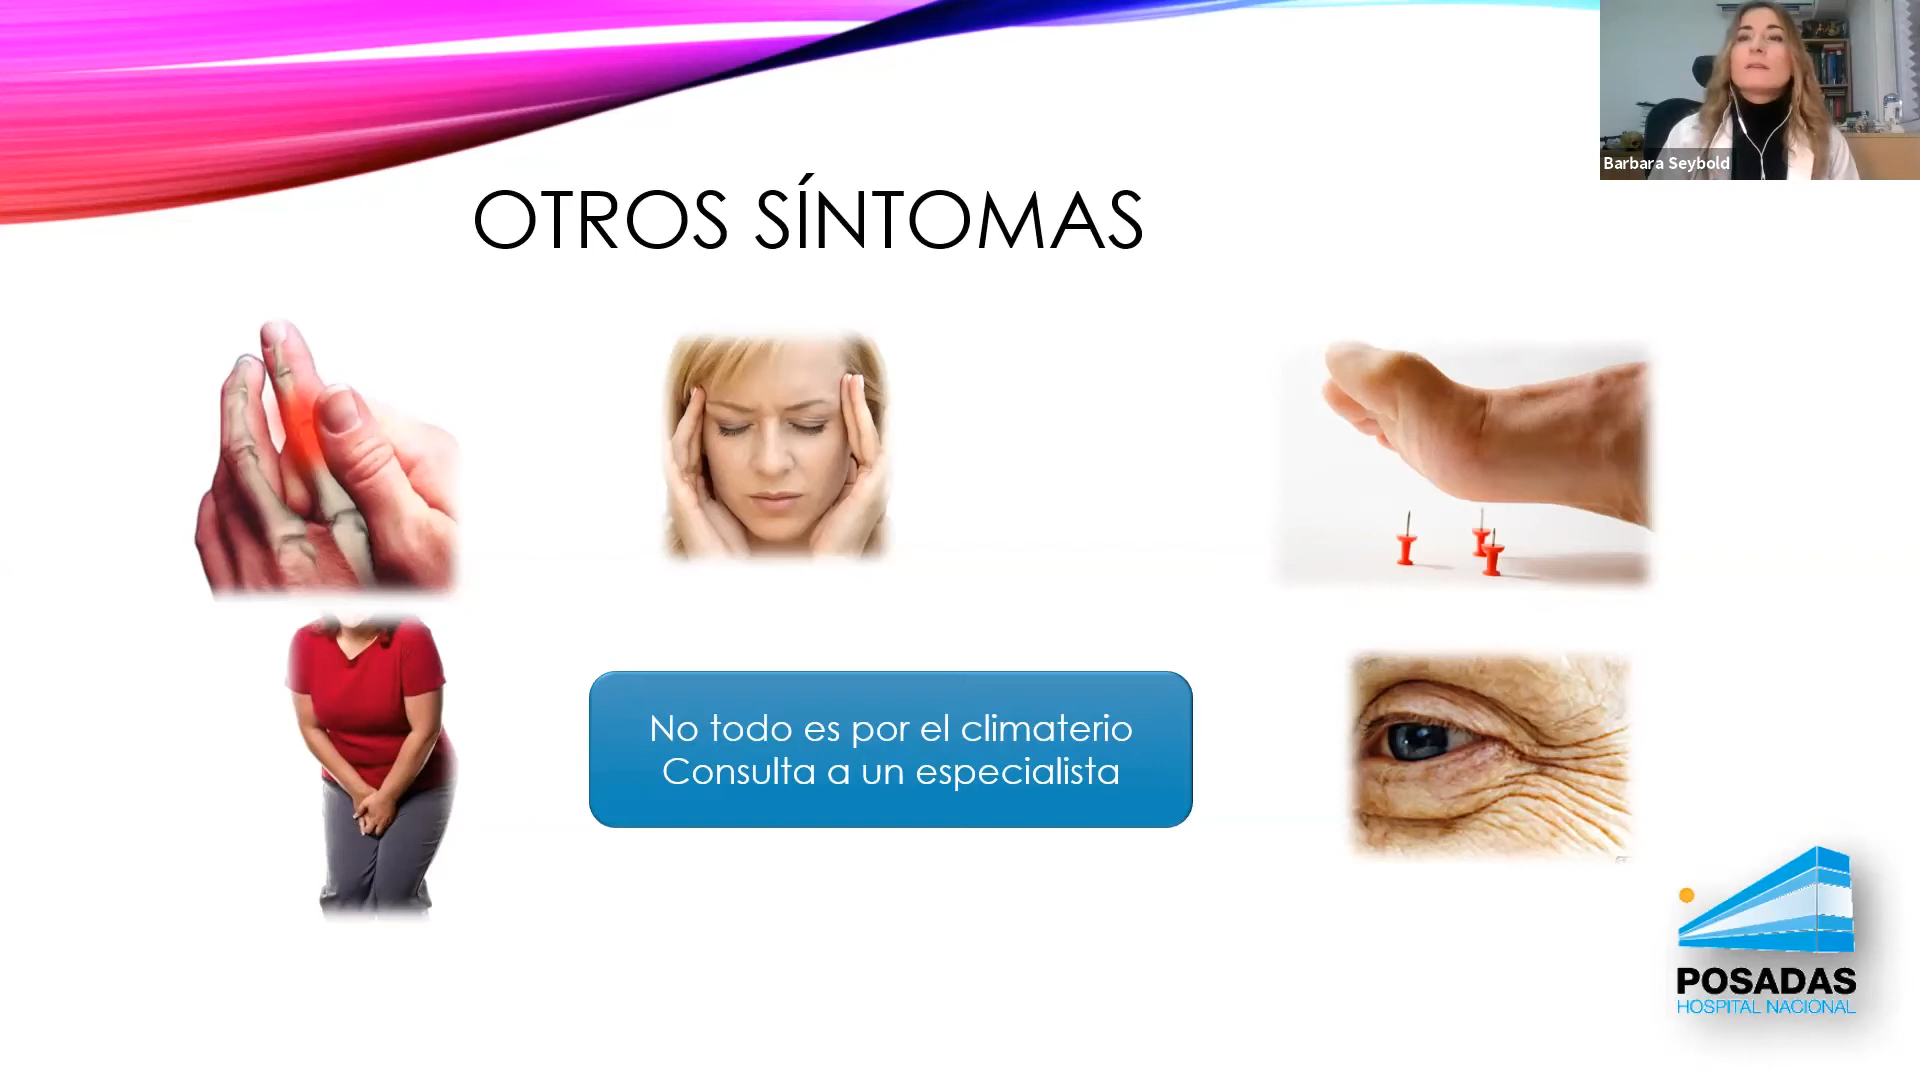 Barbara Seybold
OTROS SÍNTOMAS
No todo es por el climaterio
Consulta a un especialista
POSADAS
HOSPITAL NACIONAL